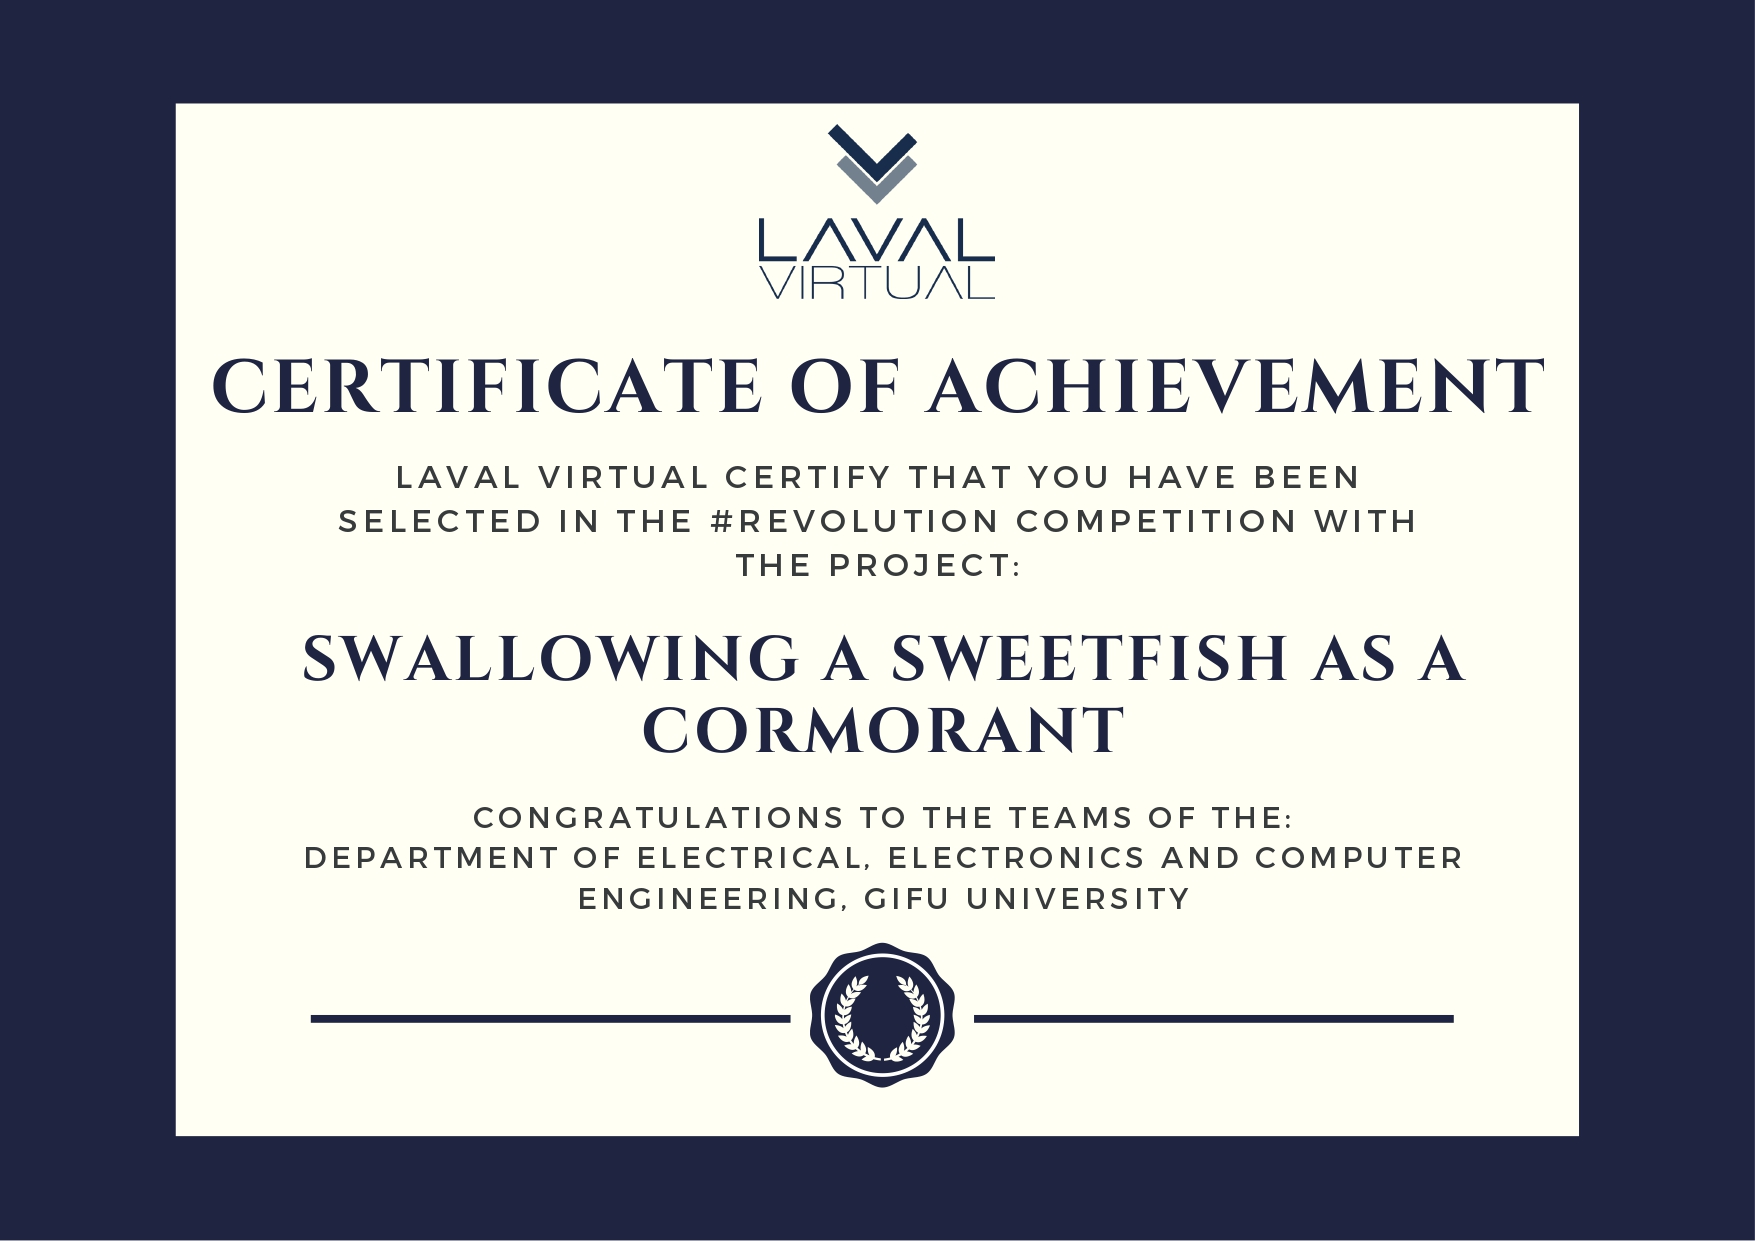 LAVAL
VIRTUAL
CERTIFICATE OF ACHIEVEMENT
LAVAL VIRTUAL CERTIFY THAT YOU HAVE BEEN
SELECTED IN THE #REVOLUTION COMPETITION WITH
THE PROJECT:
SWALLOWING A SWEETFISH AS A
CORMORANT
CONGRATULATIONS TO THE TEAMS OF THE:
DEPARTMENT OF ELECTRICAL, ELECTRONICS AND COMPUTER
ENGINEERING, GIFU UNIVERSITY